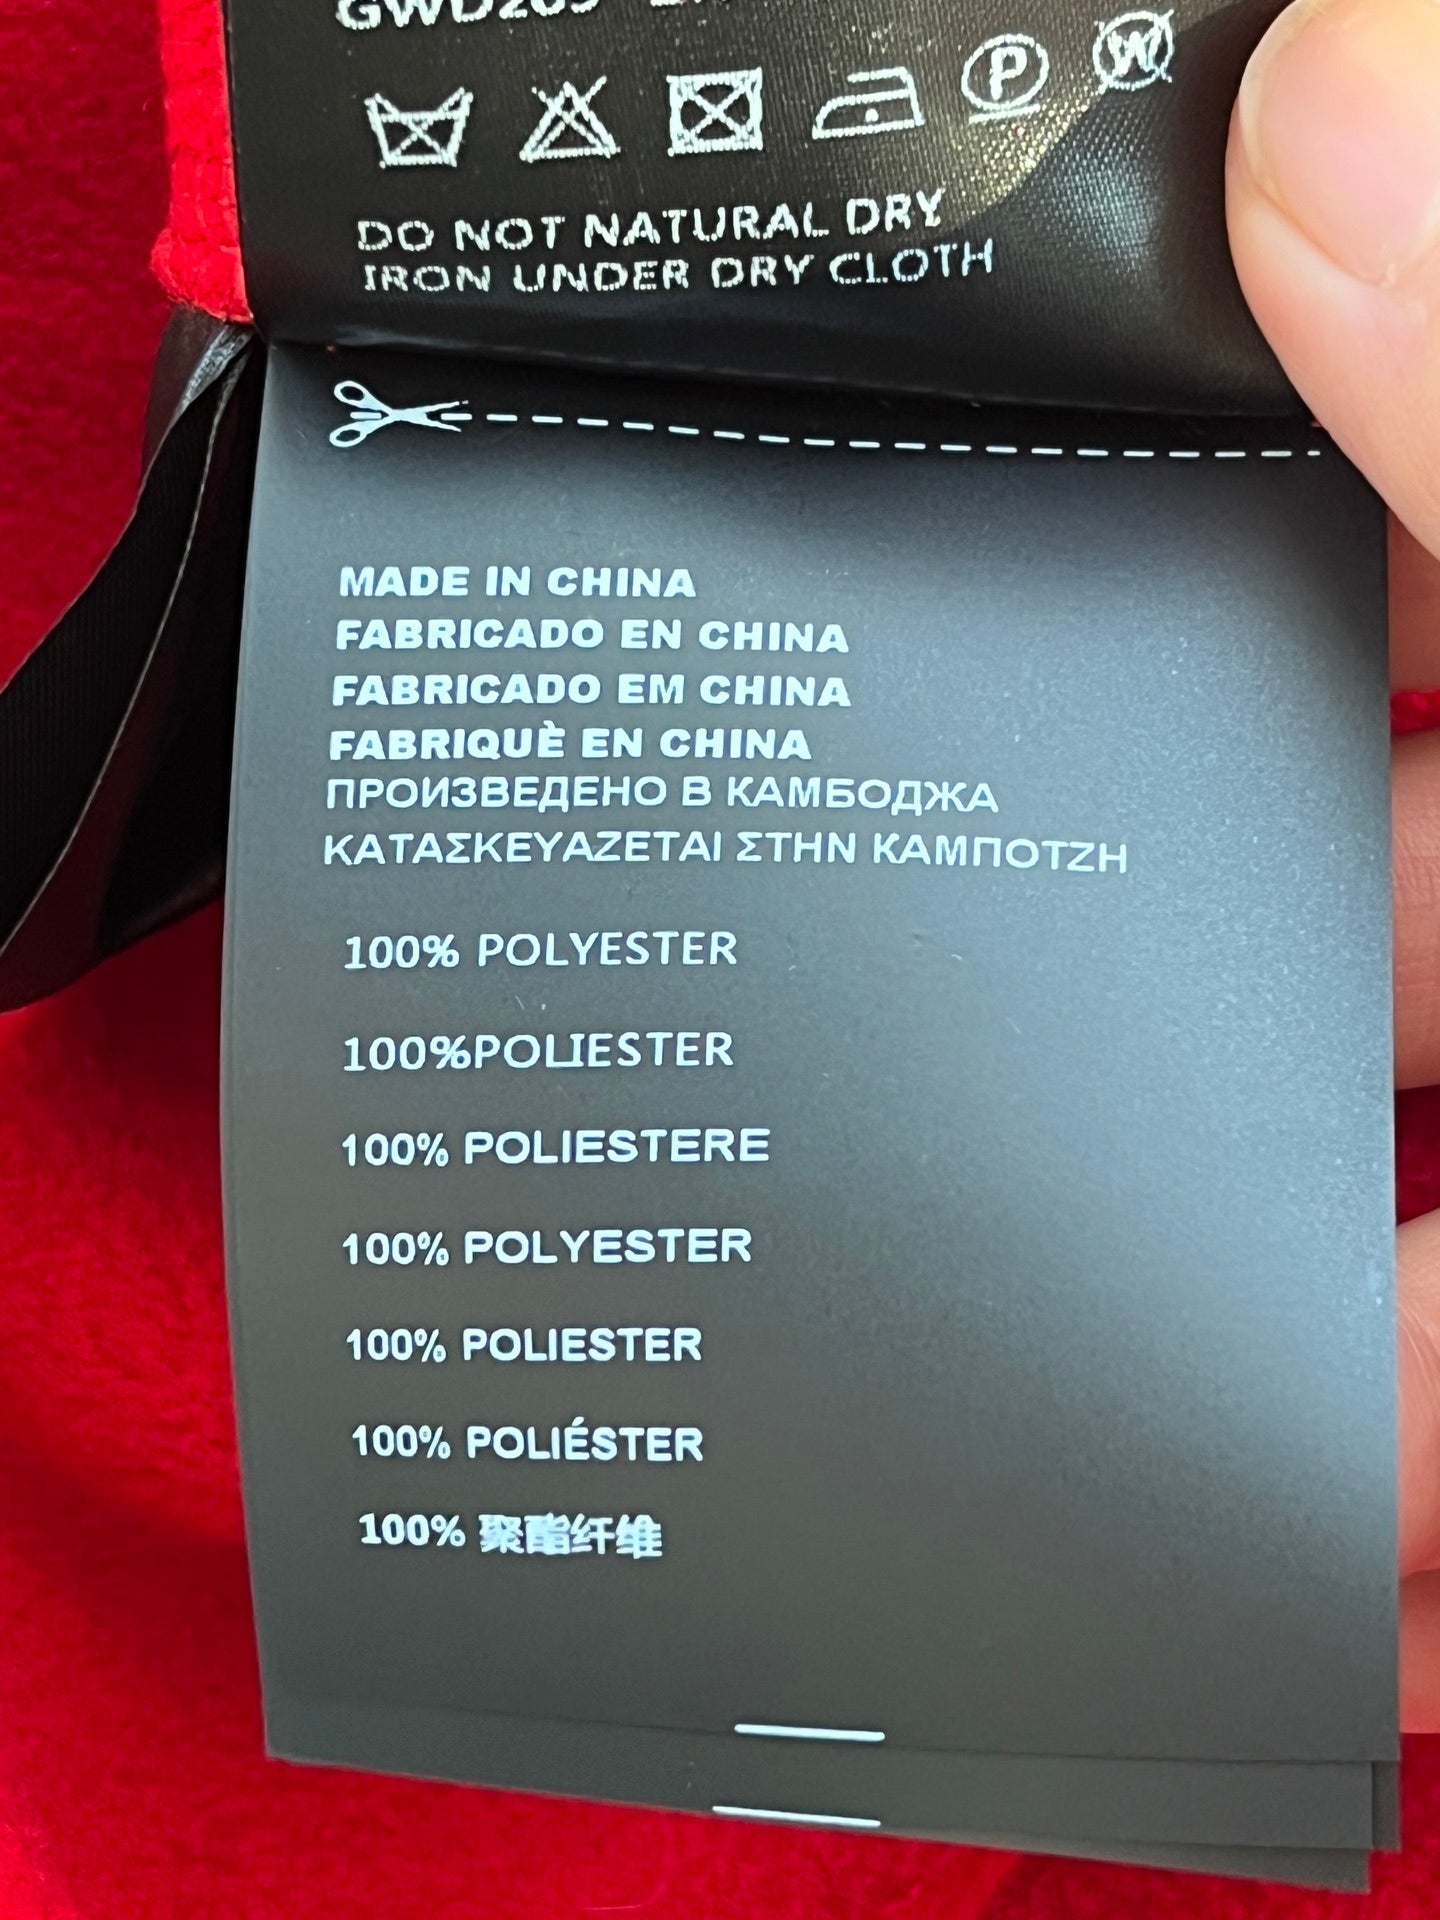 DO NOT NATURAL DRY
IRON UNDER DRY CLOTH
MADE IN CHINA
FABRICADO EN CHINA
FABRICADO EM CHINA
FABRIQUÈ EN CHINA
ПРОИЗВЕДЕНО В КАМБОДЖА
ΚΑΤΑΣΚΕΥΑΖΕΤΑΙ ΣΤΗΝ ΚΑΜΠΟΤΖΗ
100% POLYESTER
100%POLIESTER
100% POLIESTERE
100% POLYESTER
100% POLIESTER
100% POLIÉSTER
100% 聚酯纤维